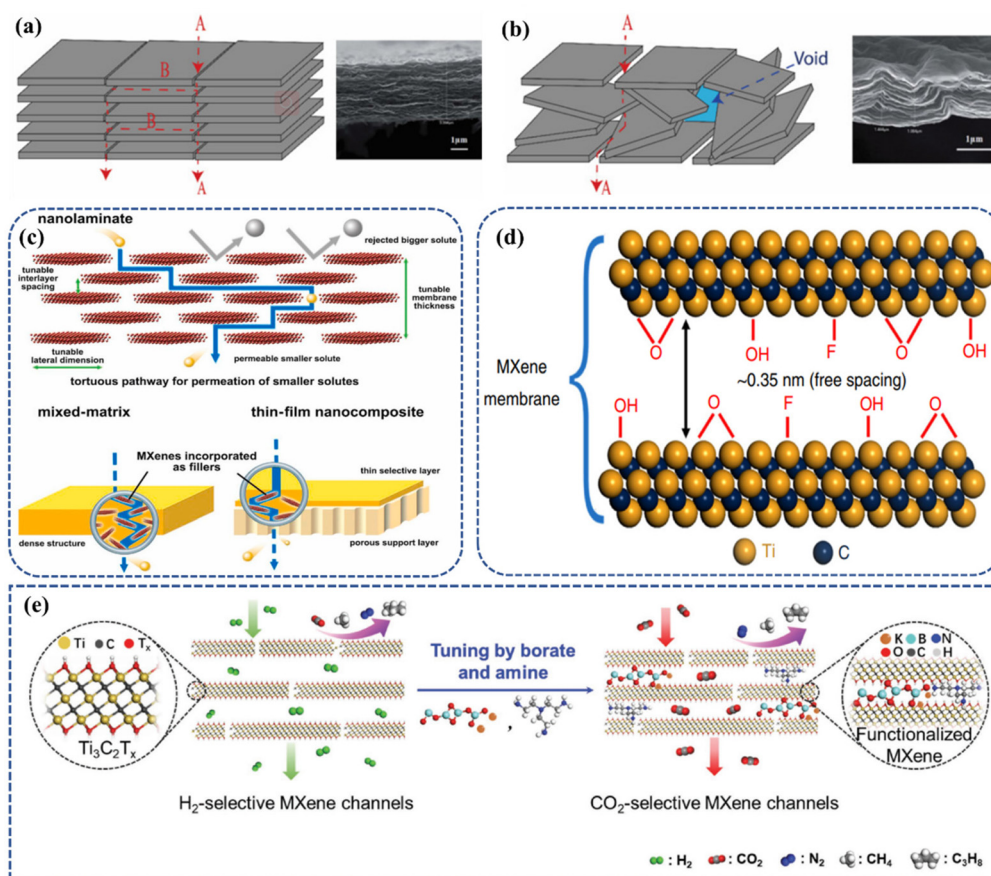 (a)
A
B
B
A
A
1μm
(b)
A
Void
A
1μm
(c)
nanolaminate
rejected bigger solute
tunable
interlayer
spacing
tunable
membrane
thickness
tunable
lateral dimension
permeable smaller solute
tortuous pathway for permeation of smaller solutes
mixed-matrix
thin-film nanocomposite
MXenes incorporated
as fillers
thin selective layer
dense structure
porous support layer
(d)
MXene
membrane
O
OH
F
O
OH
~0.35 nm (free spacing)
OH
O
F
OH
O
Ti
C
(e)
Ti C Tx
Ti3C2Tx
H2-selective MXene channels
Tuning by borate
and amine
,
CO2-selective MXene channels
K B N
O C H
Functionalized
MXene
: H2 : CO2 : N2 : CH4 : C3H8